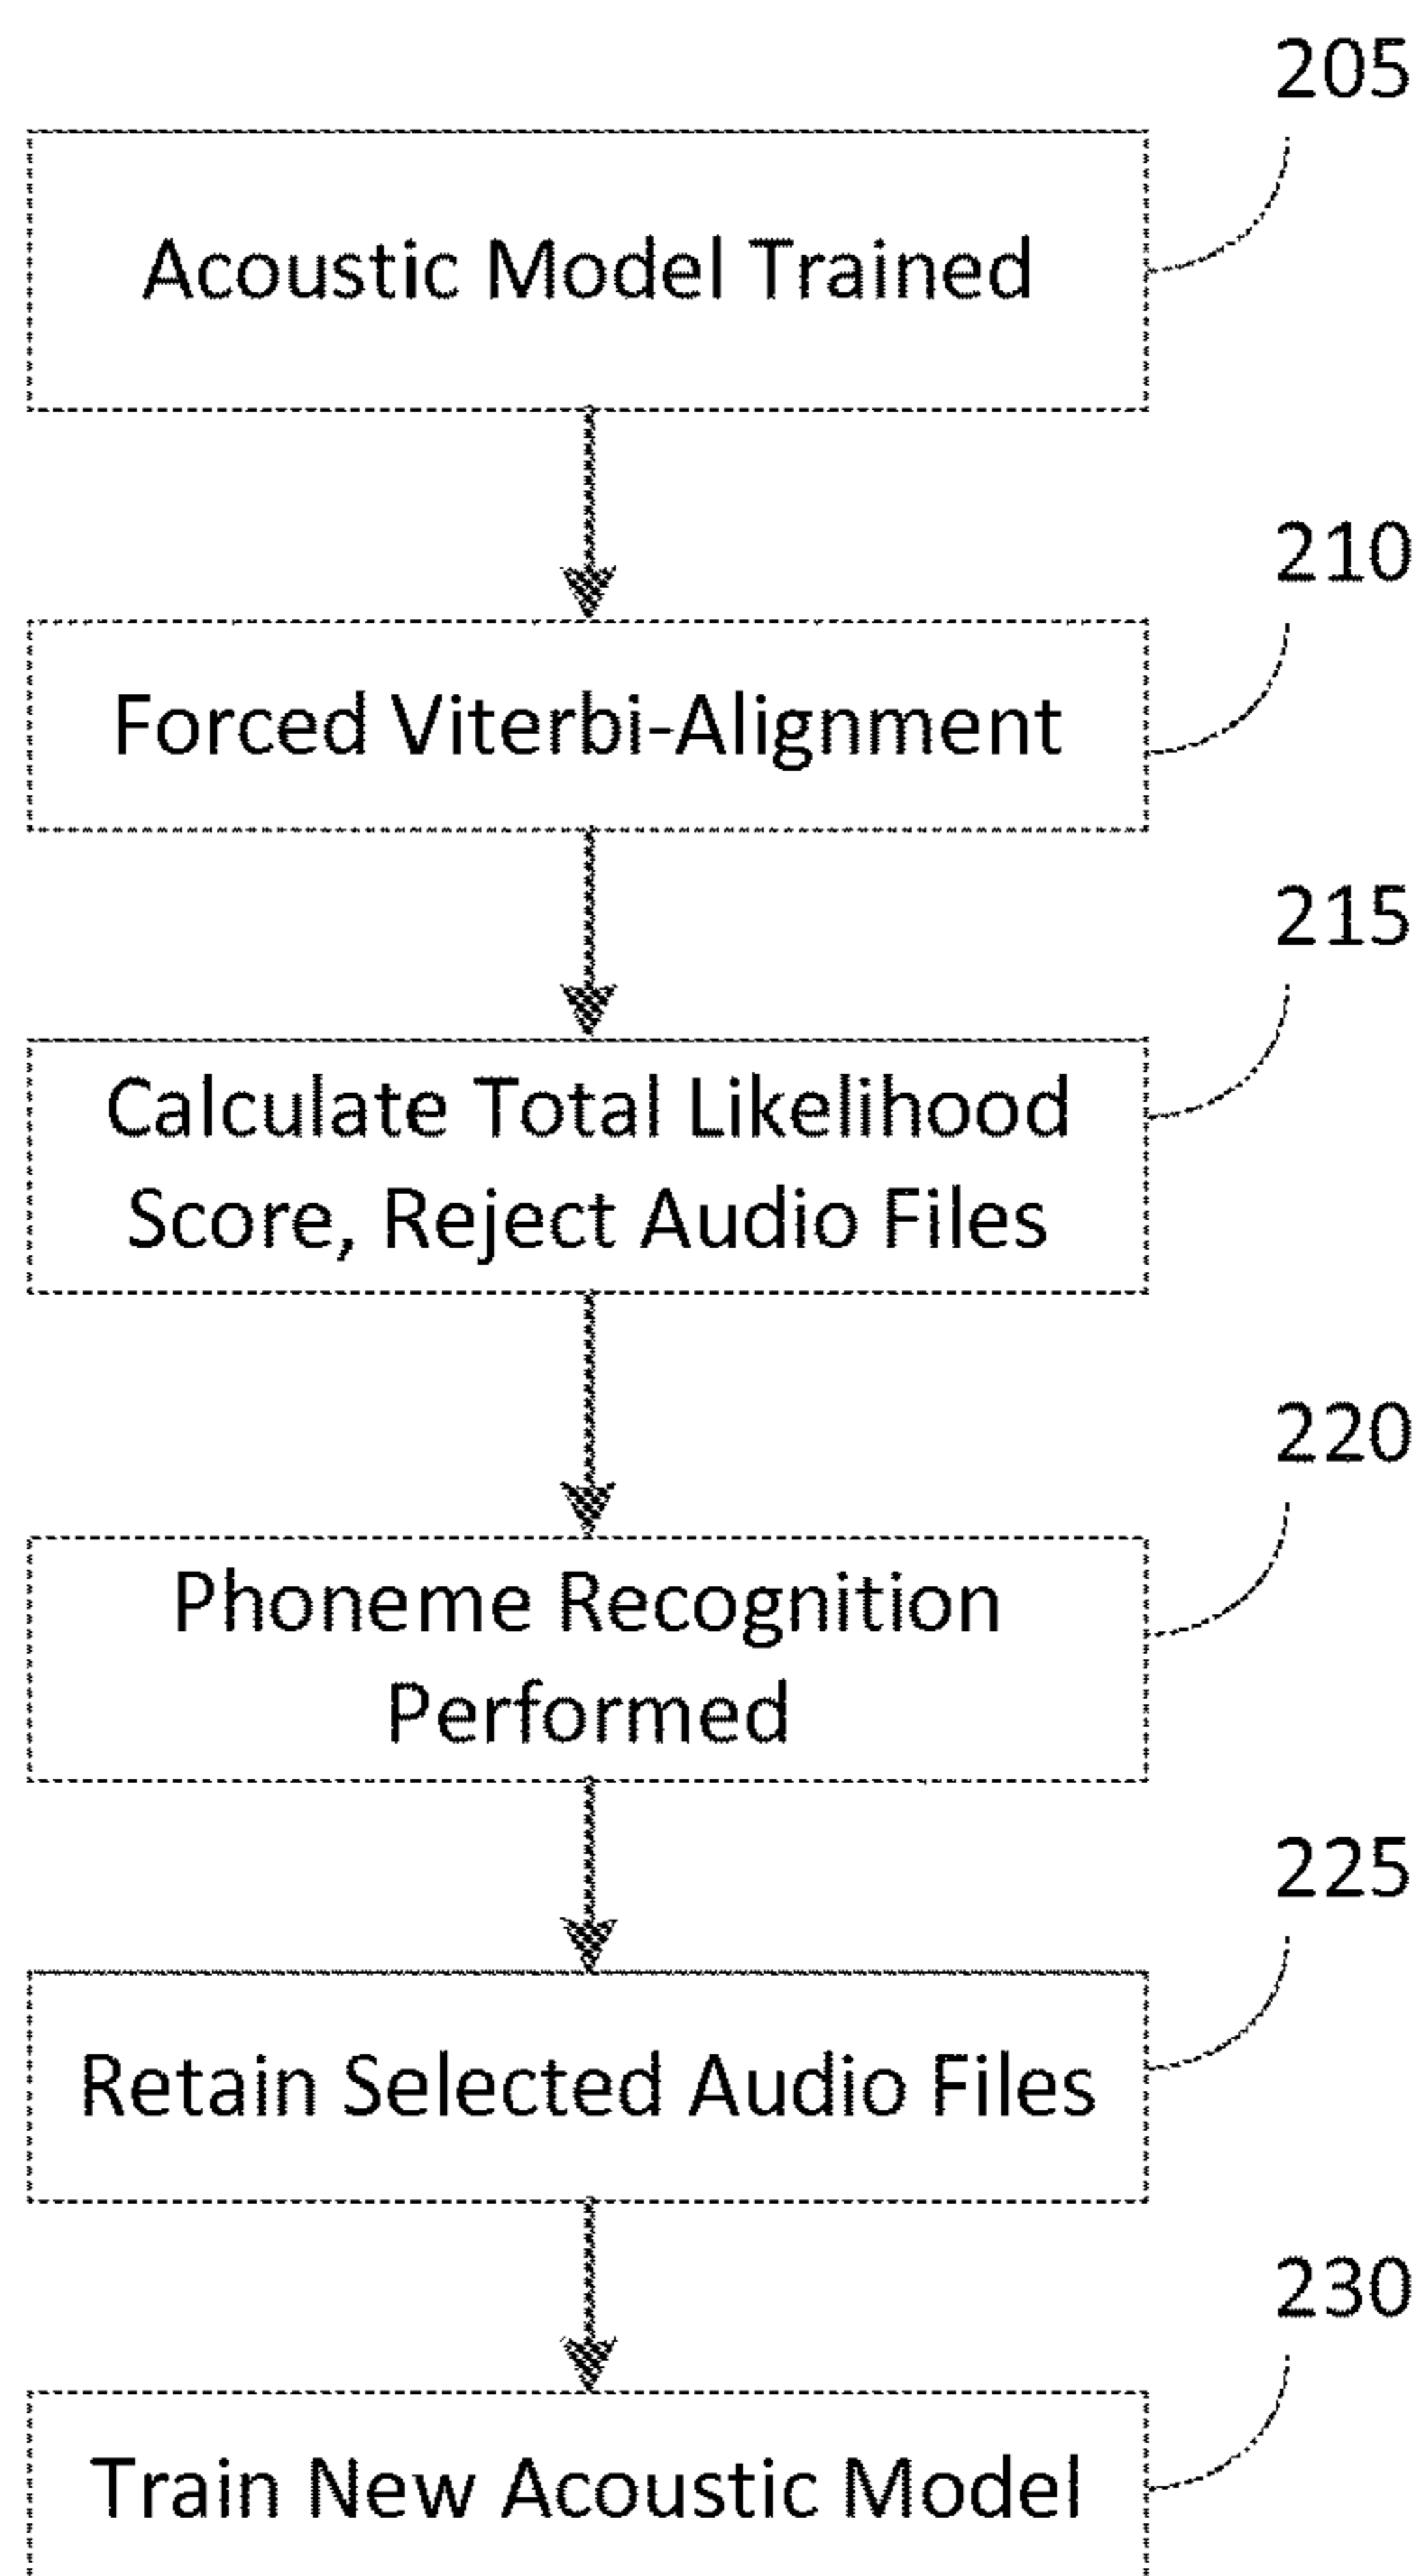 205
Acoustic Model Trained
210
Forced Viterbi-Alignment
215
Calculate Total Likelihood
Score, Reject Audio Files
220
Phoneme Recognition
Performed
225
Retain Selected Audio Files
230
Train New Acoustic Model